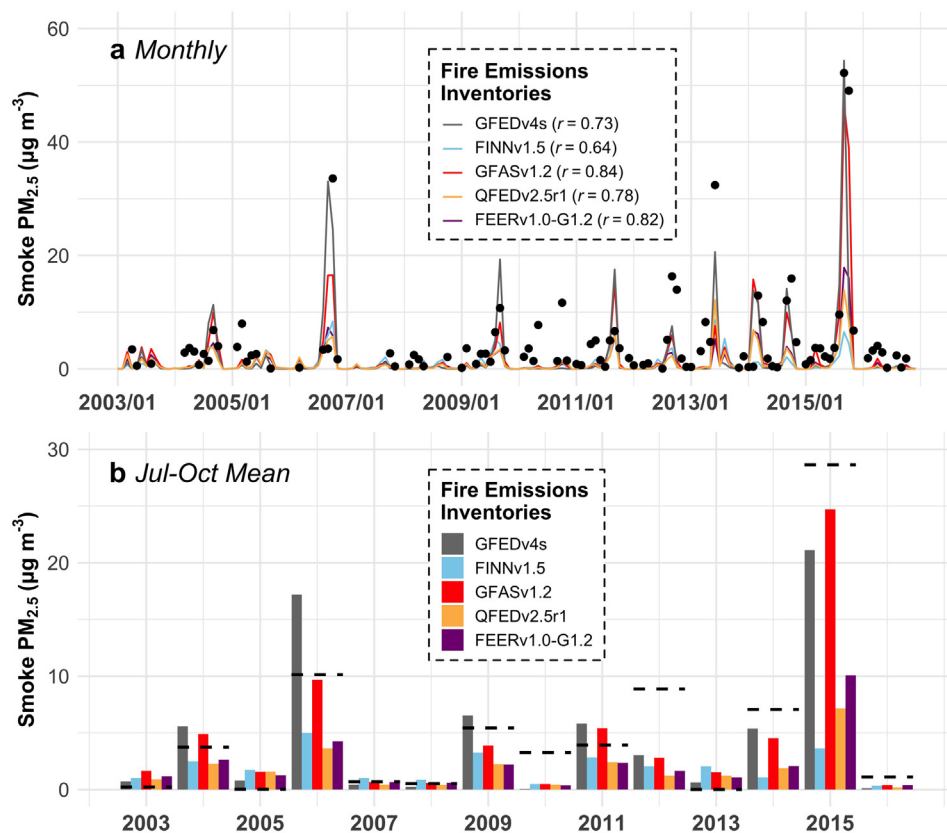 a Monthly
Smoke PM2.5 (µg m−3)
60
40
20
0
Fire Emissions
Inventories
GFEDv4s (r = 0.73)
FINNv1.5 (r = 0.64)
GFASv1.2 (r = 0.84)
QFEDv2.5r1 (r = 0.78)
FEERv1.0-G1.2 (r = 0.82)
2003/01 2005/01 2007/01 2009/01 2011/01 2013/01 2015/01
b Jul-Oct Mean
Smoke PM2.5 (µg m−3)
30
20
10
0
Fire Emissions
Inventories
GFEDv4s
FINNv1.5
GFASv1.2
QFEDv2.5r1
FEERv1.0-G1.2
2003 2005 2007 2009 2011 2013 2015